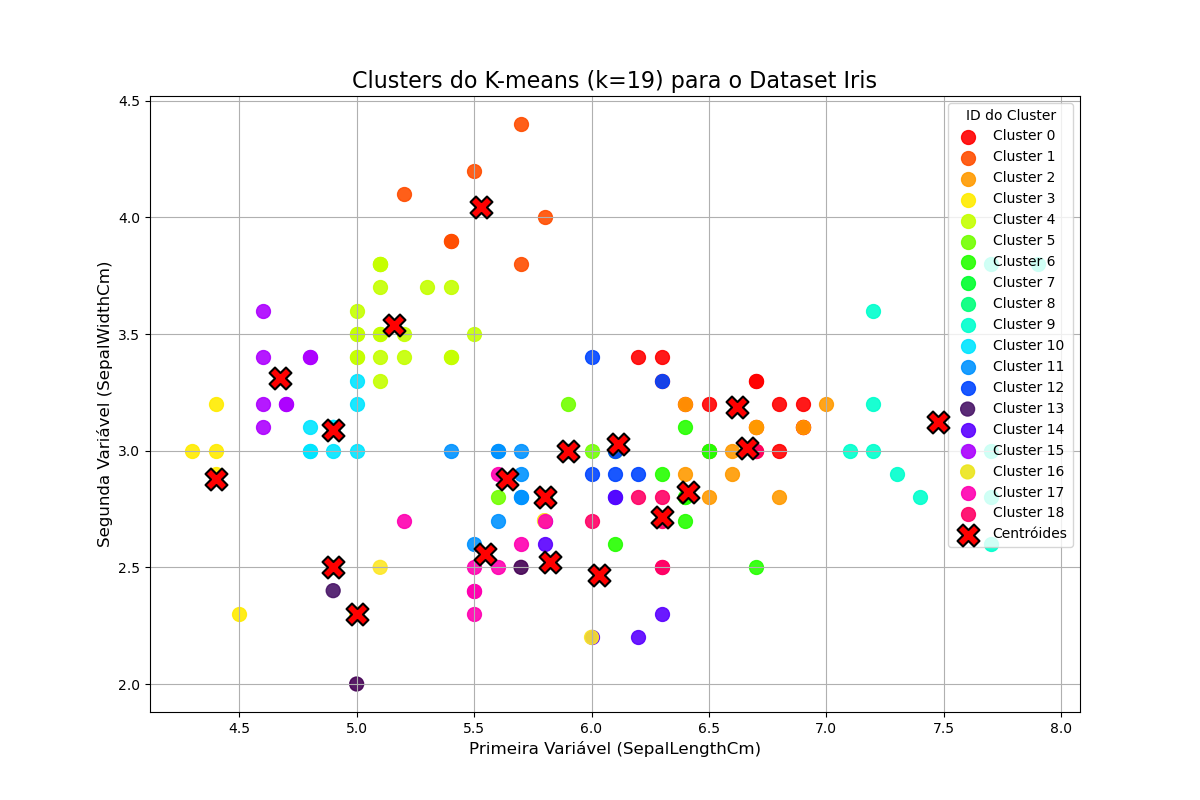 Clusters do K-means (k=19) para o Dataset Iris
4.5
4.0
3.5
3.0
2.5
2.0
Segunda Variável (SepalWidthCm)
4.5
5.0
5.5
6.0
6.5
7.0
7.5
8.0
Primeira Variável (SepalLengthCm)
ID do Cluster
Cluster 0
Cluster 1
Cluster 2
Cluster 3
Cluster 4
Cluster 5
Cluster 6
Cluster 7
Cluster 8
Cluster 9
Cluster 10
Cluster 11
Cluster 12
Cluster 13
Cluster 14
Cluster 15
Cluster 16
Cluster 17
Cluster 18
Centróides